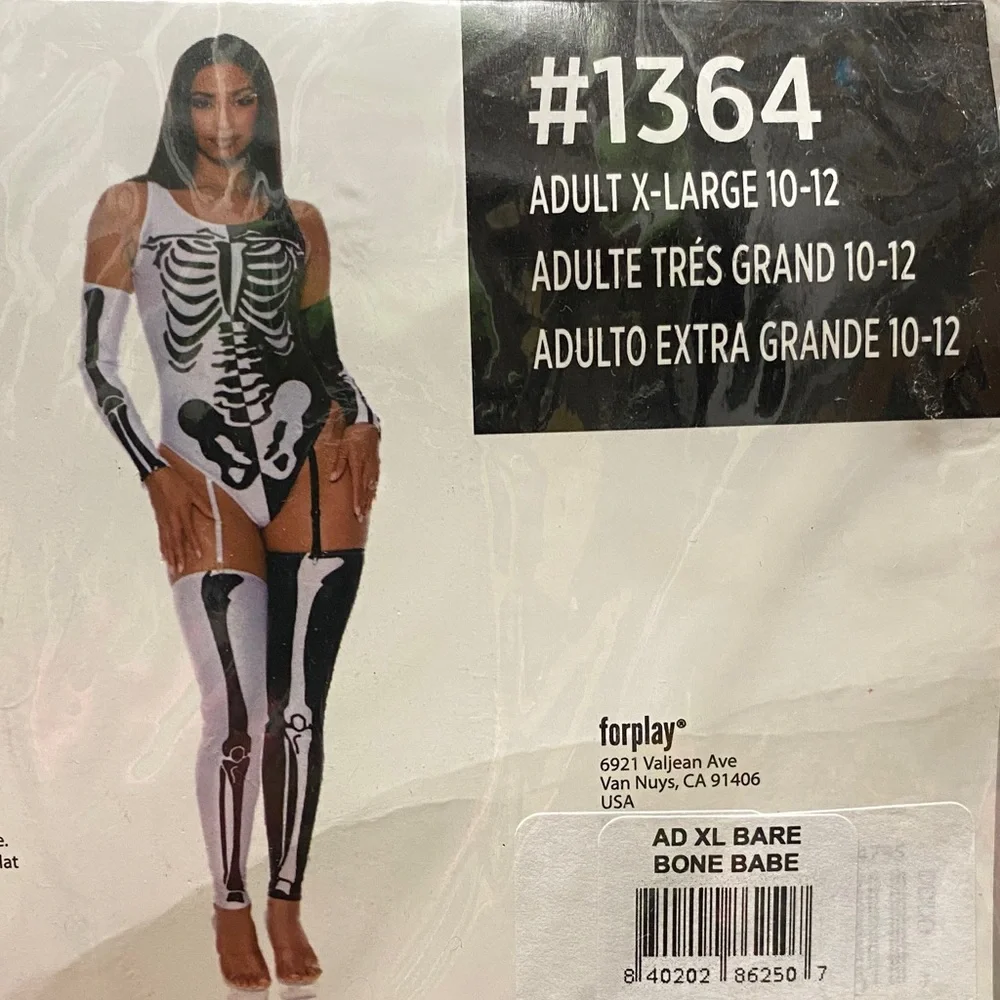 #1364
ADULT X-LARGE 10-12
ADULTE TRÉS GRAND 10-12
ADULTO EXTRA GRANDE 10-12
forplay®
6921 Valjean Ave
Van Nuys, CA 91406
USA
AD XL BARE
BONE BABE
8 40202 86250 7